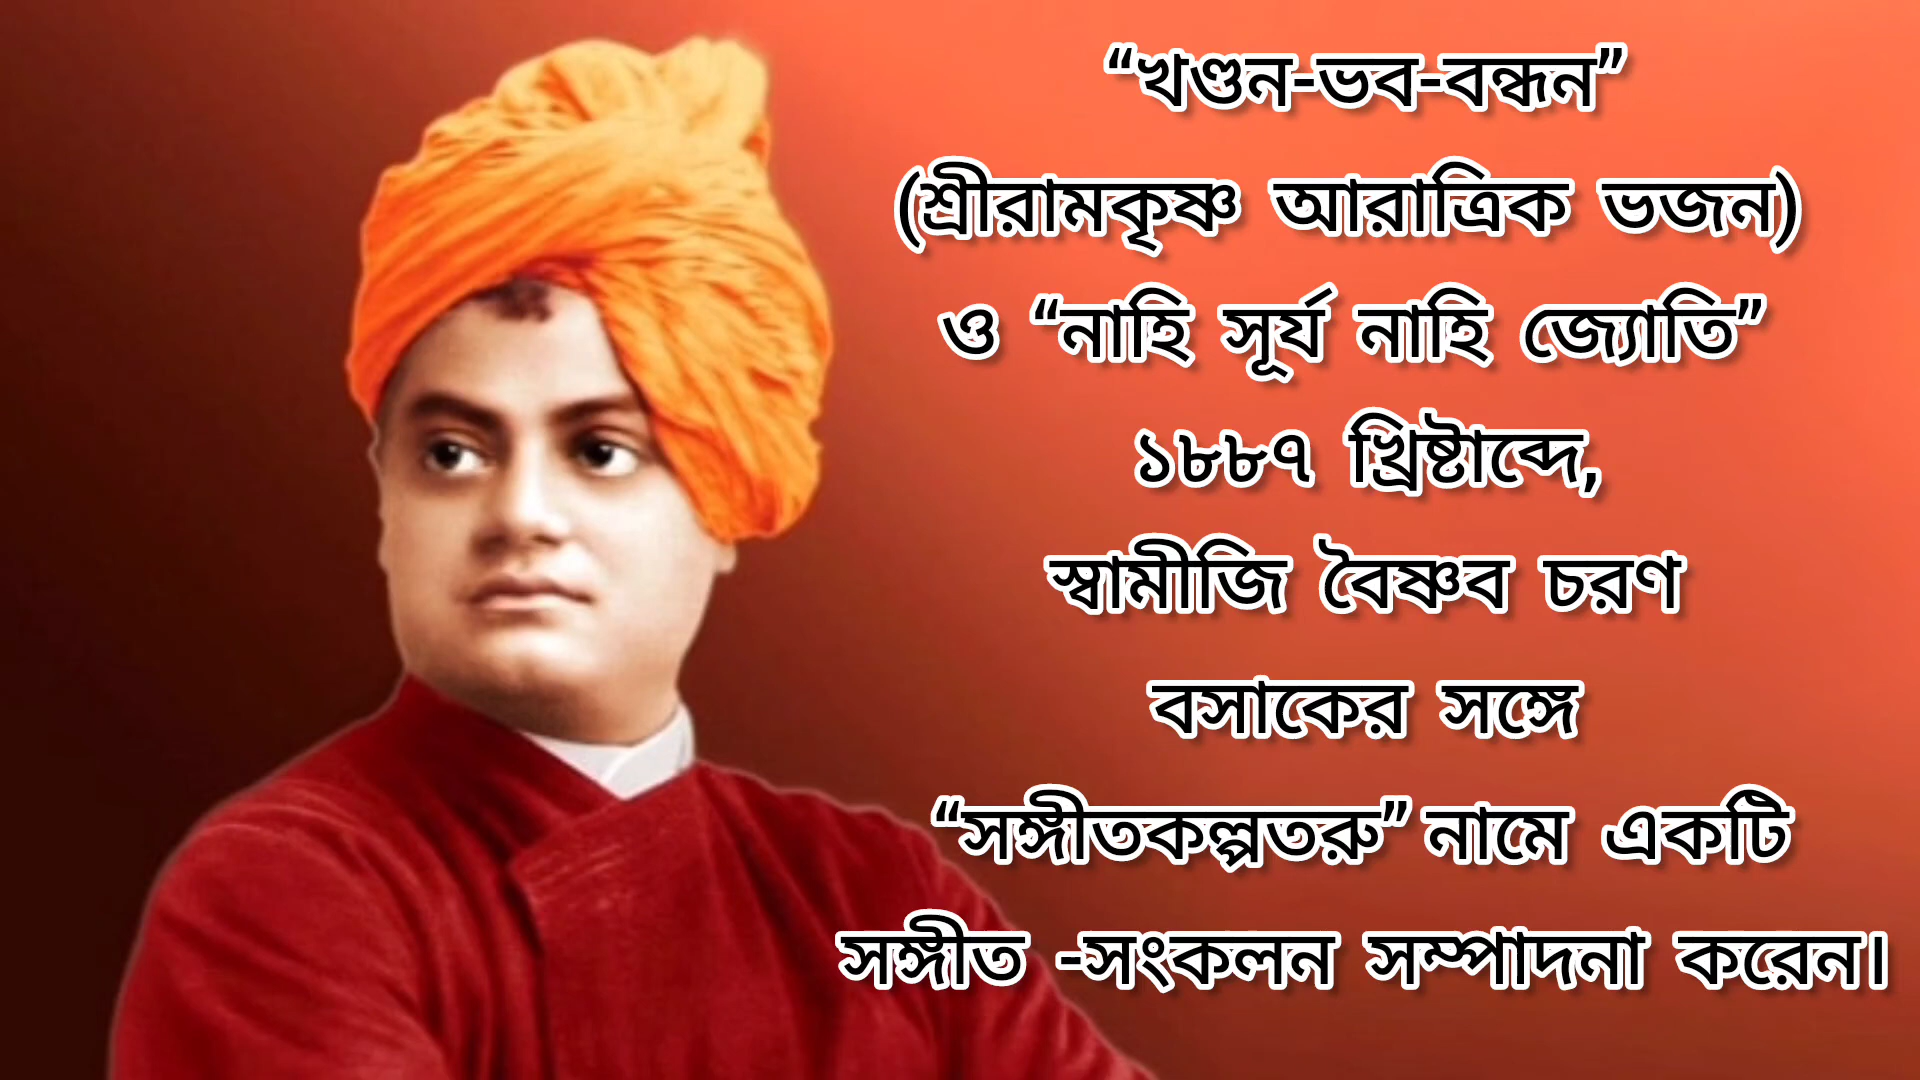 “খণ্ডন-ভব-বন্ধন”
(শ্রীরামকৃষ্ণ আরাত্রিক ভজন)
ও “নাহি সূর্য নাহি জ্যোতি”
১৮৮৭ খ্রিষ্টাব্দে,
স্বামীজি বৈষ্ণব চরণ
বসাকের সঙ্গে
“সঙ্গীতকল্পতরু” নামে একটি
সঙ্গীত -সংকলন সম্পাদনা করেন।